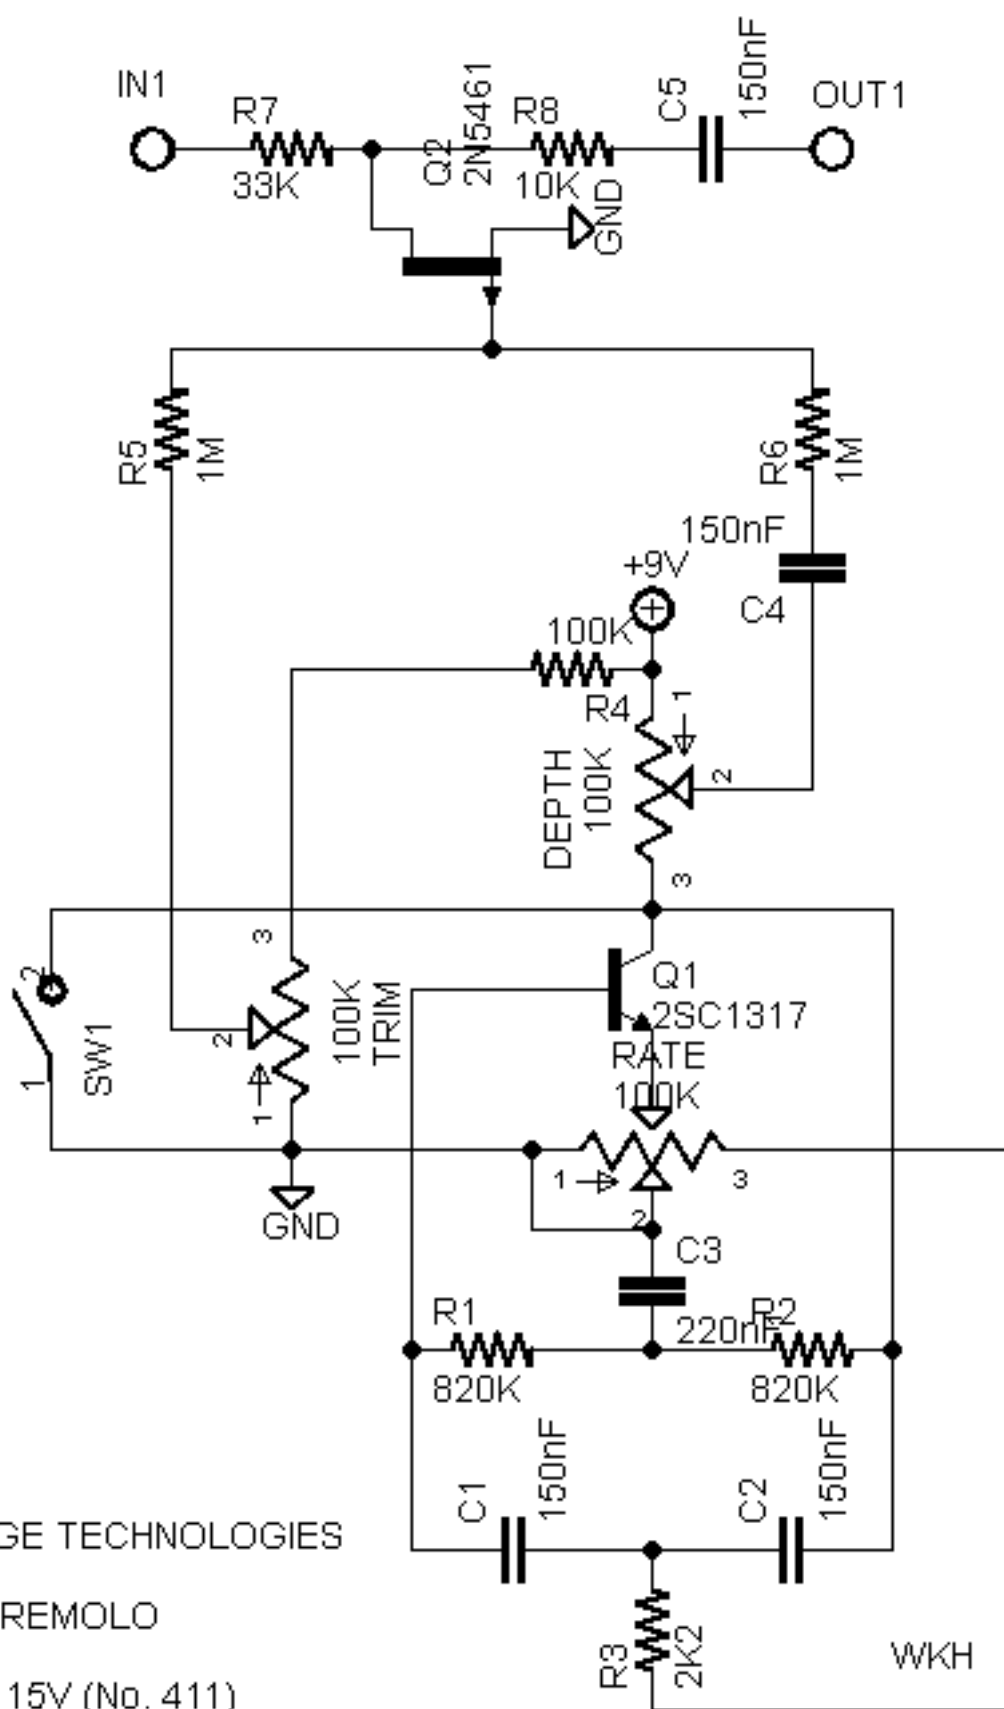 IN1
R7
33K
Q2
2N5461
R8
10K
GND
C5
150nF
OUT1
R5
1M
R6
1M
150nF
C4
+9V
100K
R4
1
DEPTH
100K
2
3
3
2
1
100K
TRIM
2
1
SW1
Q1
2SC1317
RATE
100K
1
2
3
GND
C3
220nF
R1
820K
R2
820K
C1
150nF
C2
150nF
R3
2K2
GE TECHNOLOGIES
REMOLO
15V (No. 411)
WKH